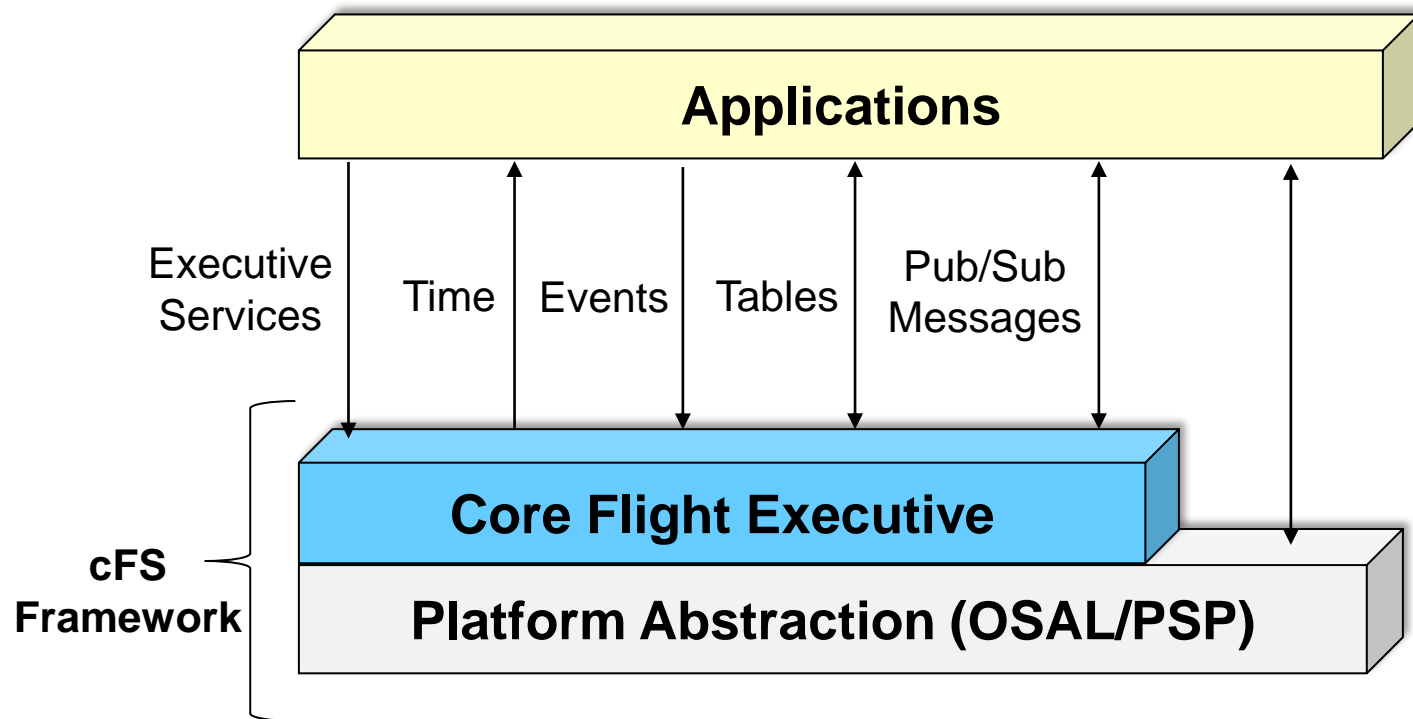 Applications
Executive
Services
Time
Events
Tables
Pub/Sub
Messages
Core Flight Executive
cFS
Framework
Platform Abstraction (OSAL/PSP)